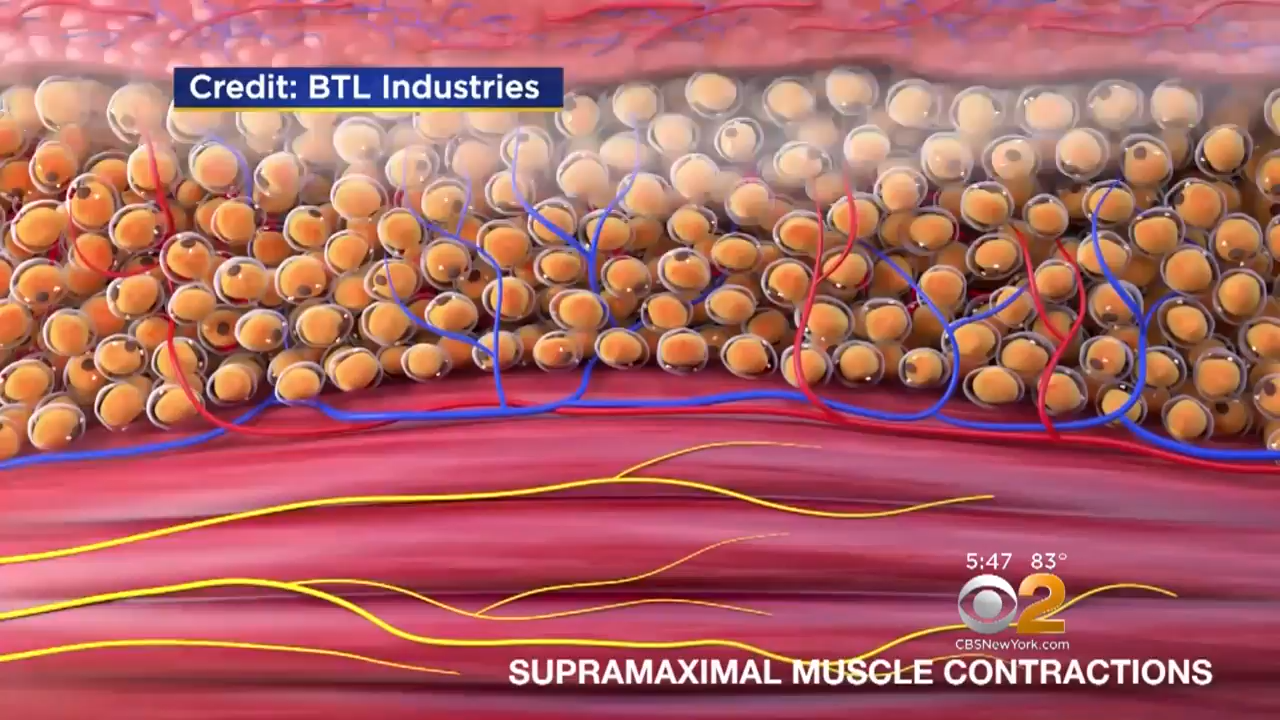 Credit: BTL Industries
5:47 83°
2
CBSNewYork.com
SUPRAMAXIMAL MUSCLE CONTRACTIONS